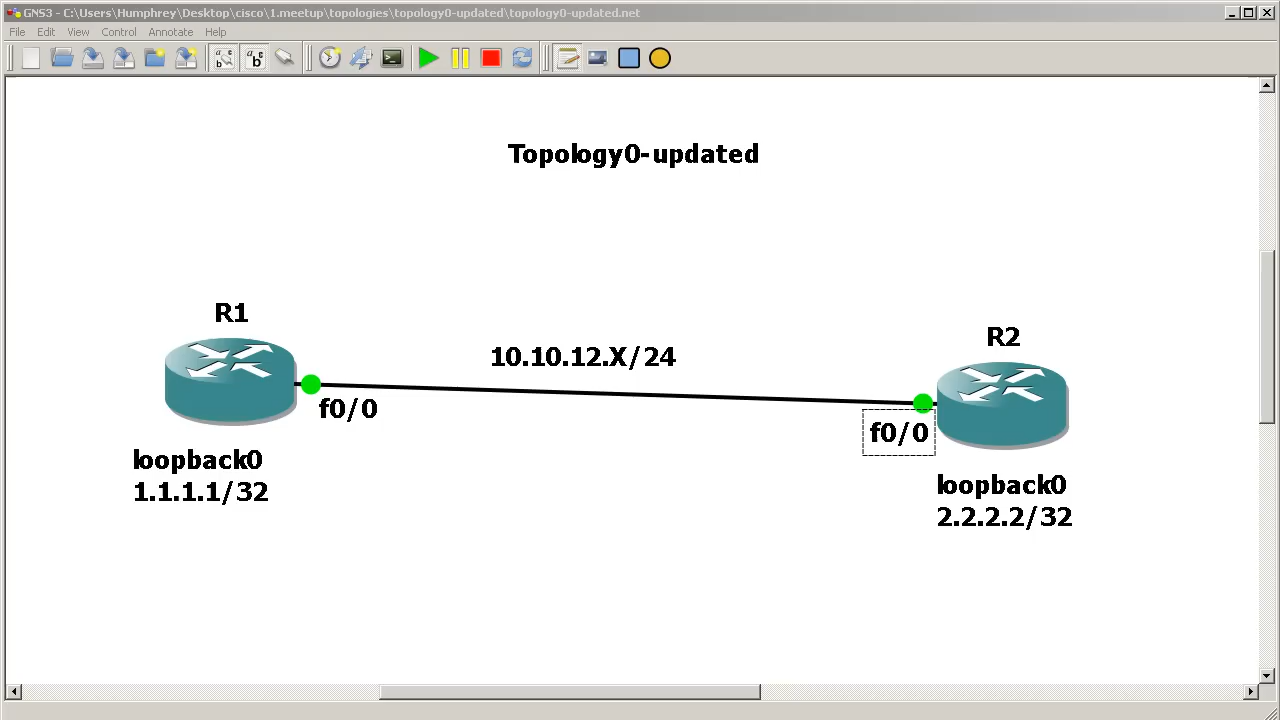 GNS3 - C:\Users\Humphrey\Desktop\cisco\1.meetup\topologies\topology0-updated\topology0-updated.net
File Edit View Control Annotate Help
Topology0-updated
R1
R2
10.10.12.X/24
f0/0
f0/0
loopback0
1.1.1.1/32
loopback0
2.2.2.2/32